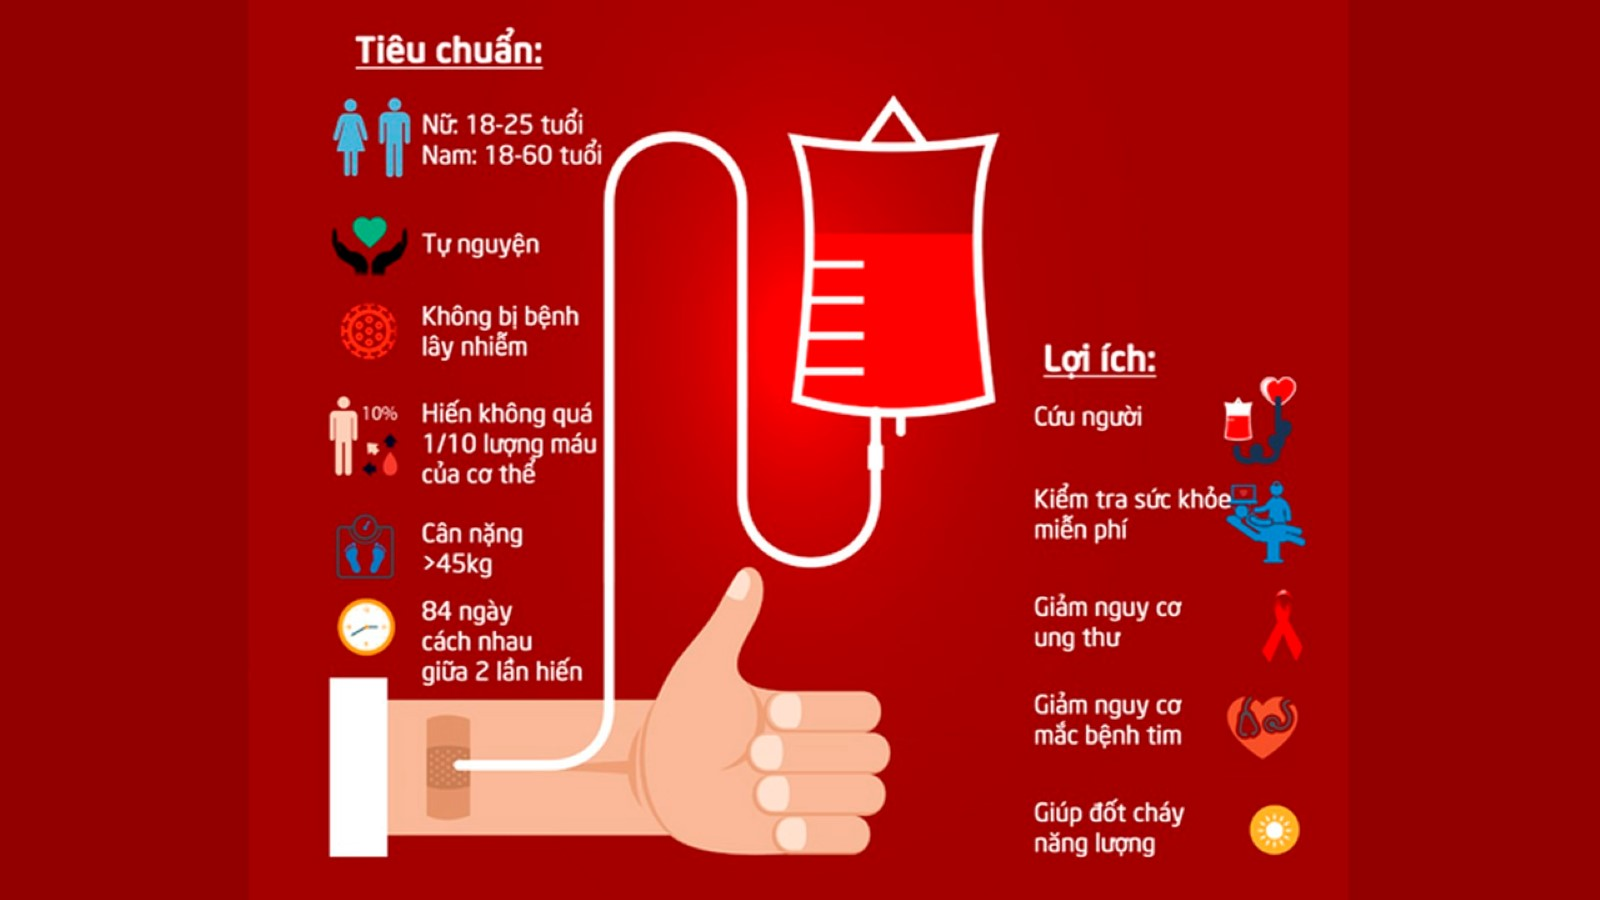 Tiêu chuẩn:
Nữ: 18-25 tuổi
Nam: 18-60 tuổi
Tự nguyện
Không bị bệnh
lây nhiễm
10%
Hiến không quá
1/10 lượng máu
của cơ thể
Cân nặng
>45kg
84 ngày
cách nhau
giữa 2 lần hiến
Lợi ích:
Cứu người
Kiểm tra sức khỏe
miễn phí
Giảm nguy cơ
ung thư
Giảm nguy cơ
mắc bệnh tim
Giúp đốt cháy
năng lượng